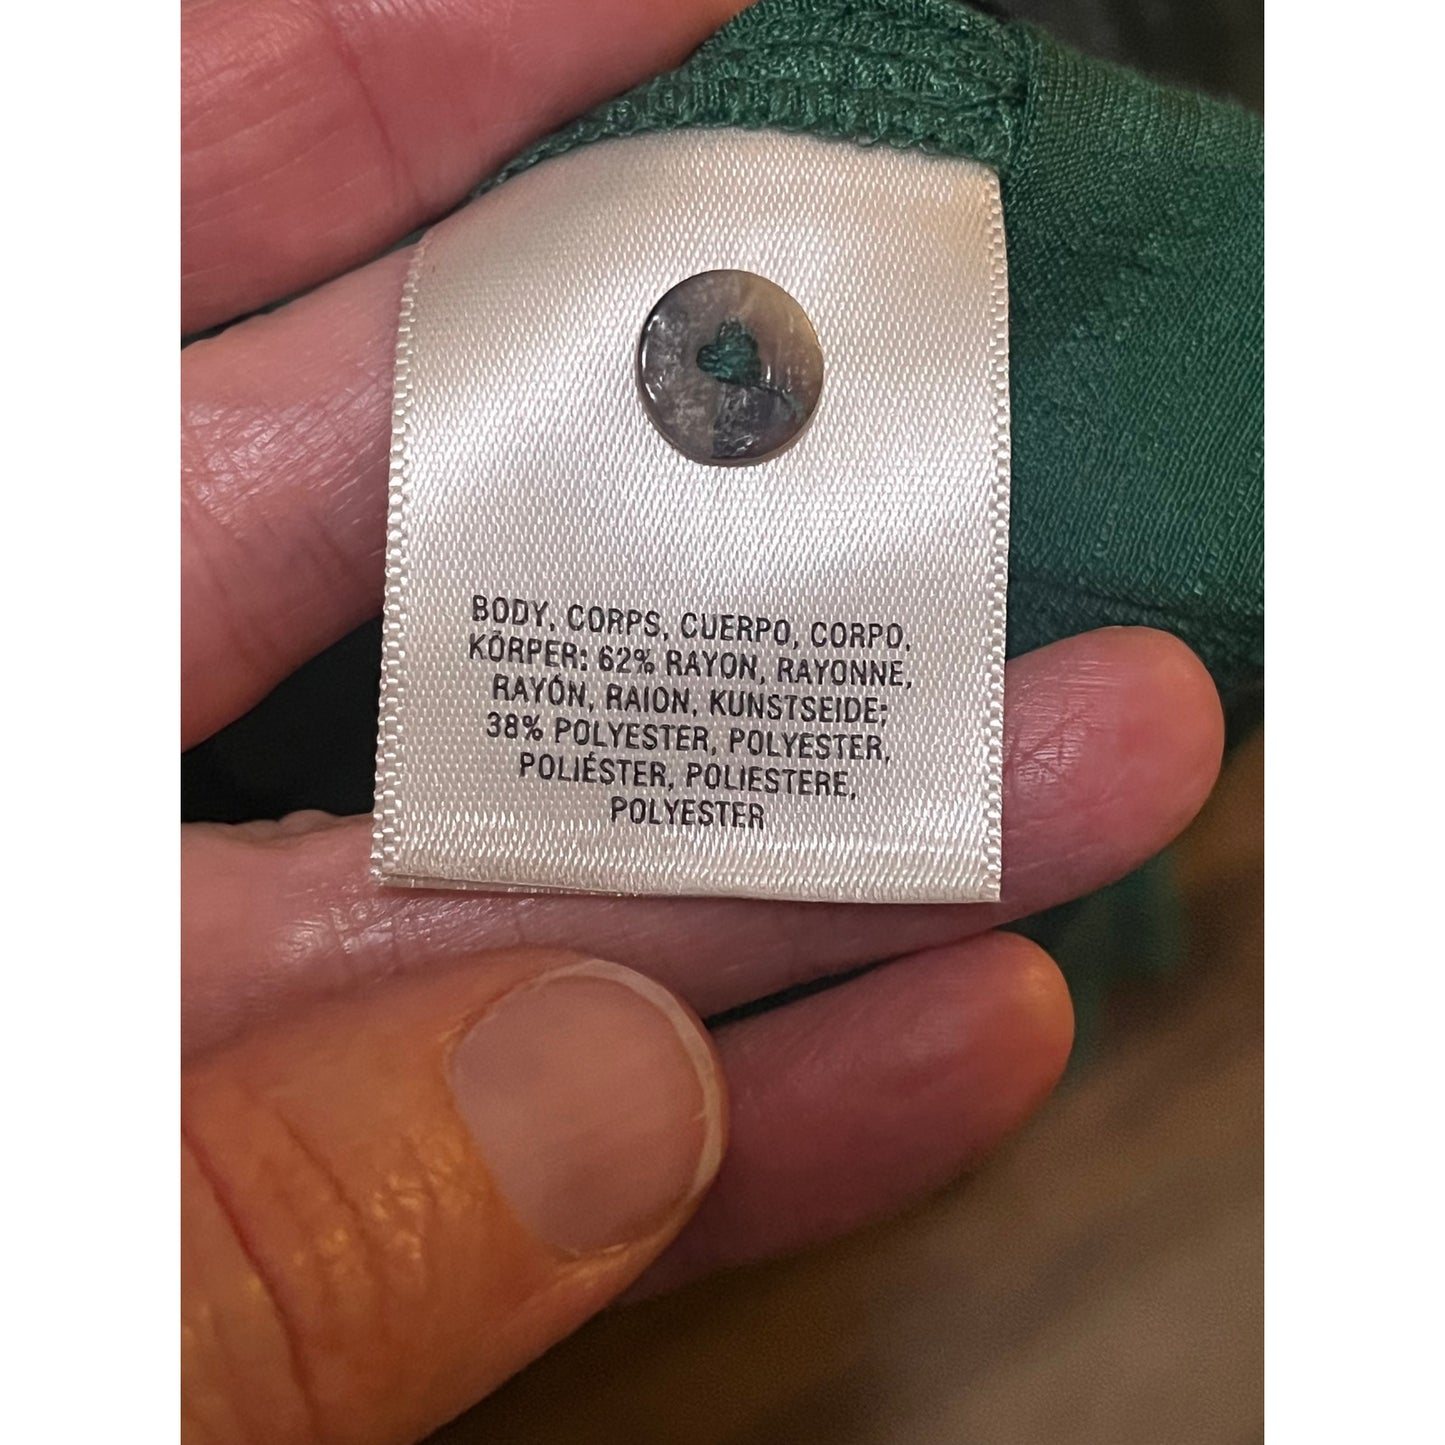 BODY, CORPS, CUERPO, CORPO,
KÖRPER: 62% RAYON, RAYONNE,
RAYÓN, RAION, KUNSTSEIDE;
38% POLYESTER, POLYESTER,
POLIÉSTER, POLIESTERE,
POLYESTER